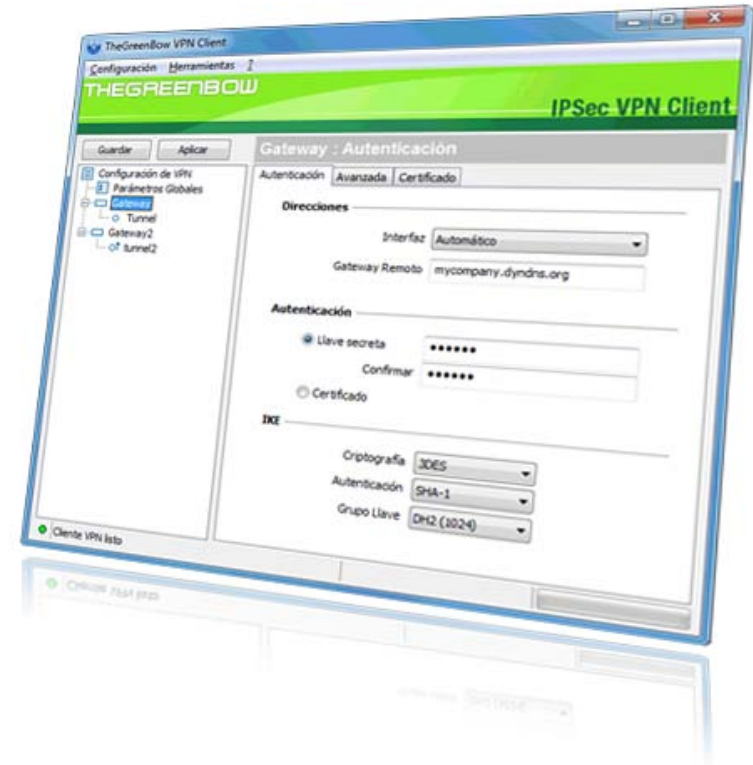 TheGreenBow VPN Client
Configuración Herramientas ?
THEGREENBOW
IPSec VPN Client
Guardar Aplicar
Gateway : Autenticación
Configuración de VPN
Parámetros Globales
Gateway
Tunnel
Gateway2
tunnel2
Autenticación Avanzada Certificado
Direcciones
Interfaz Automático
Gateway Remoto mycompany.dyndns.org
Autenticación
Llave secreta ••••••
Confirmar ••••••
Certificado
IKE
Criptografía 3DES
Autenticación SHA-1
Grupo Llave DH2 (1024)
Cliente VPN listo